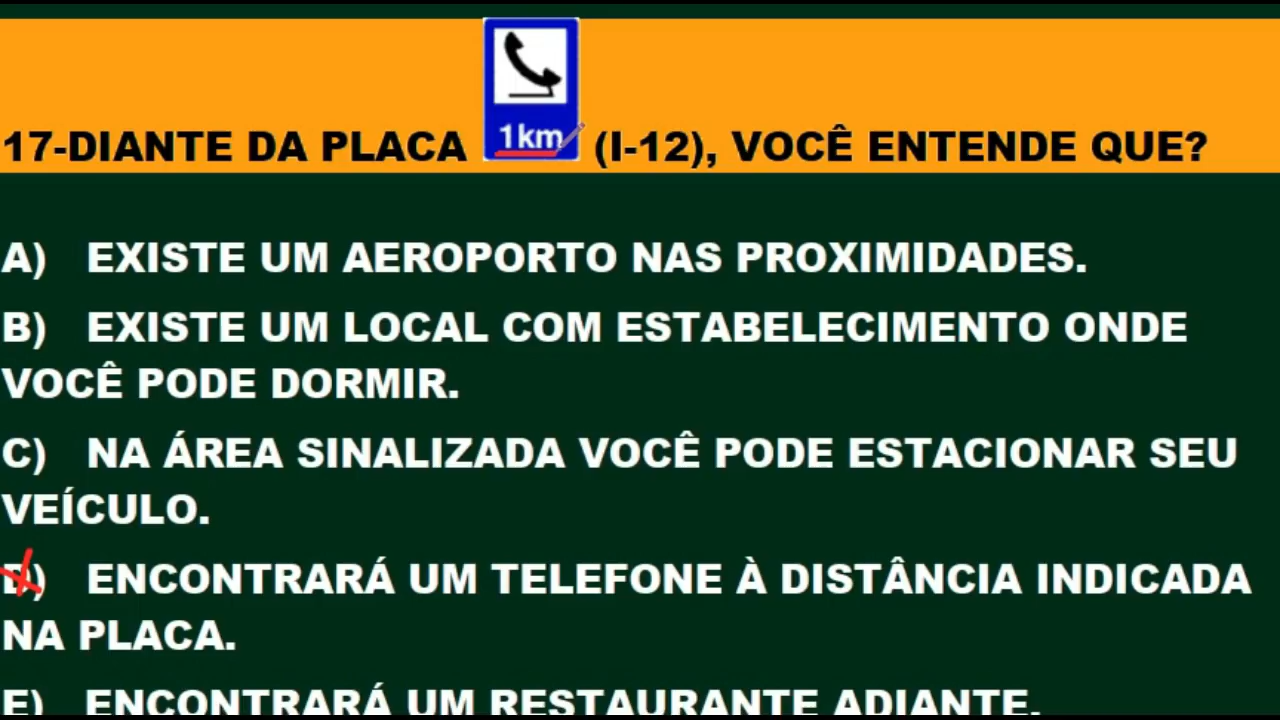 1km
17-DIANTE DA PLACA (I-12), VOCÊ ENTENDE QUE?
A) EXISTE UM AEROPORTO NAS PROXIMIDADES.
B) EXISTE UM LOCAL COM ESTABELECIMENTO ONDE
VOCÊ PODE DORMIR.
C) NA ÁREA SINALIZADA VOCÊ PODE ESTACIONAR SEU
VEÍCULO.
D) ENCONTRARÁ UM TELEFONE À DISTÂNCIA INDICADA
NA PLACA.
E) ENCONTRARÁ UM RESTAURANTE ADIANTE.